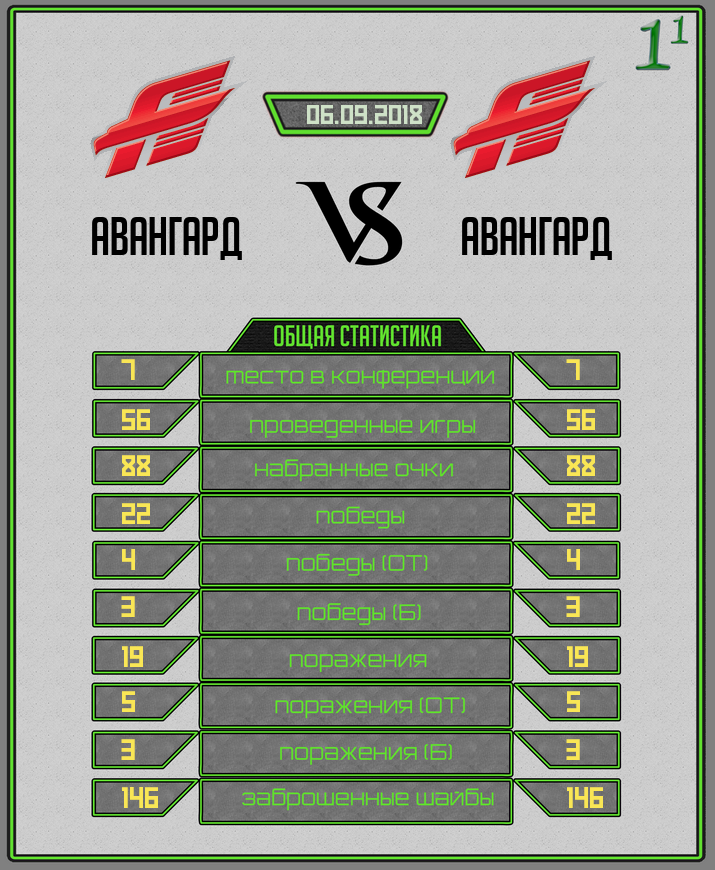 1¹
06.09.2018
VS
АВАНГАРД АВАНГАРД
ОБЩАЯ СТАТИСТИКА
7 место в конференции 7
56 проведенные игры 56
88 набранные очки 88
22 победы 22
4 победы (ОТ) 4
3 победы (Б) 3
19 поражения 19
5 поражения (ОТ) 5
3 поражения (Б) 3
146 заброшенные шайбы 146